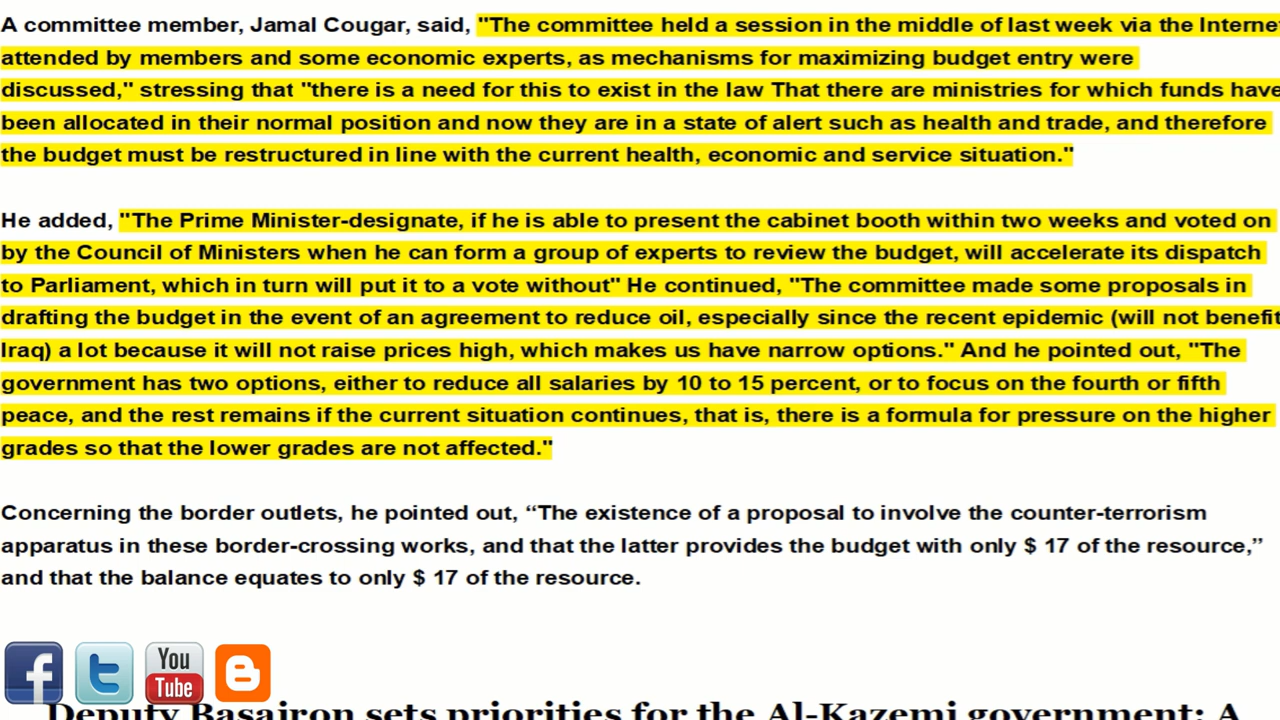 A committee member, Jamal Cougar, said, "The committee held a session in the middle of last week via the Internet
attended by members and some economic experts, as mechanisms for maximizing budget entry were
discussed," stressing that "there is a need for this to exist in the law That there are ministries for which funds have
been allocated in their normal position and now they are in a state of alert such as health and trade, and therefore
the budget must be restructured in line with the current health, economic and service situation."
He added, "The Prime Minister-designate, if he is able to present the cabinet booth within two weeks and voted on
by the Council of Ministers when he can form a group of experts to review the budget, will accelerate its dispatch
to Parliament, which in turn will put it to a vote without" He continued, "The committee made some proposals in
drafting the budget in the event of an agreement to reduce oil, especially since the recent epidemic (will not benefit
Iraq) a lot because it will not raise prices high, which makes us have narrow options." And he pointed out, "The
government has two options, either to reduce all salaries by 10 to 15 percent, or to focus on the fourth or fifth
peace, and the rest remains if the current situation continues, that is, there is a formula for pressure on the higher
grades so that the lower grades are not affected."
Concerning the border outlets, he pointed out, “The existence of a proposal to involve the counter-terrorism
apparatus in these border-crossing works, and that the latter provides the budget with only $ 17 of the resource,”
and that the balance equates to only $ 17 of the resource.
You
Tube
Deputy Basairon sets priorities for the Al-Kazemi government: A